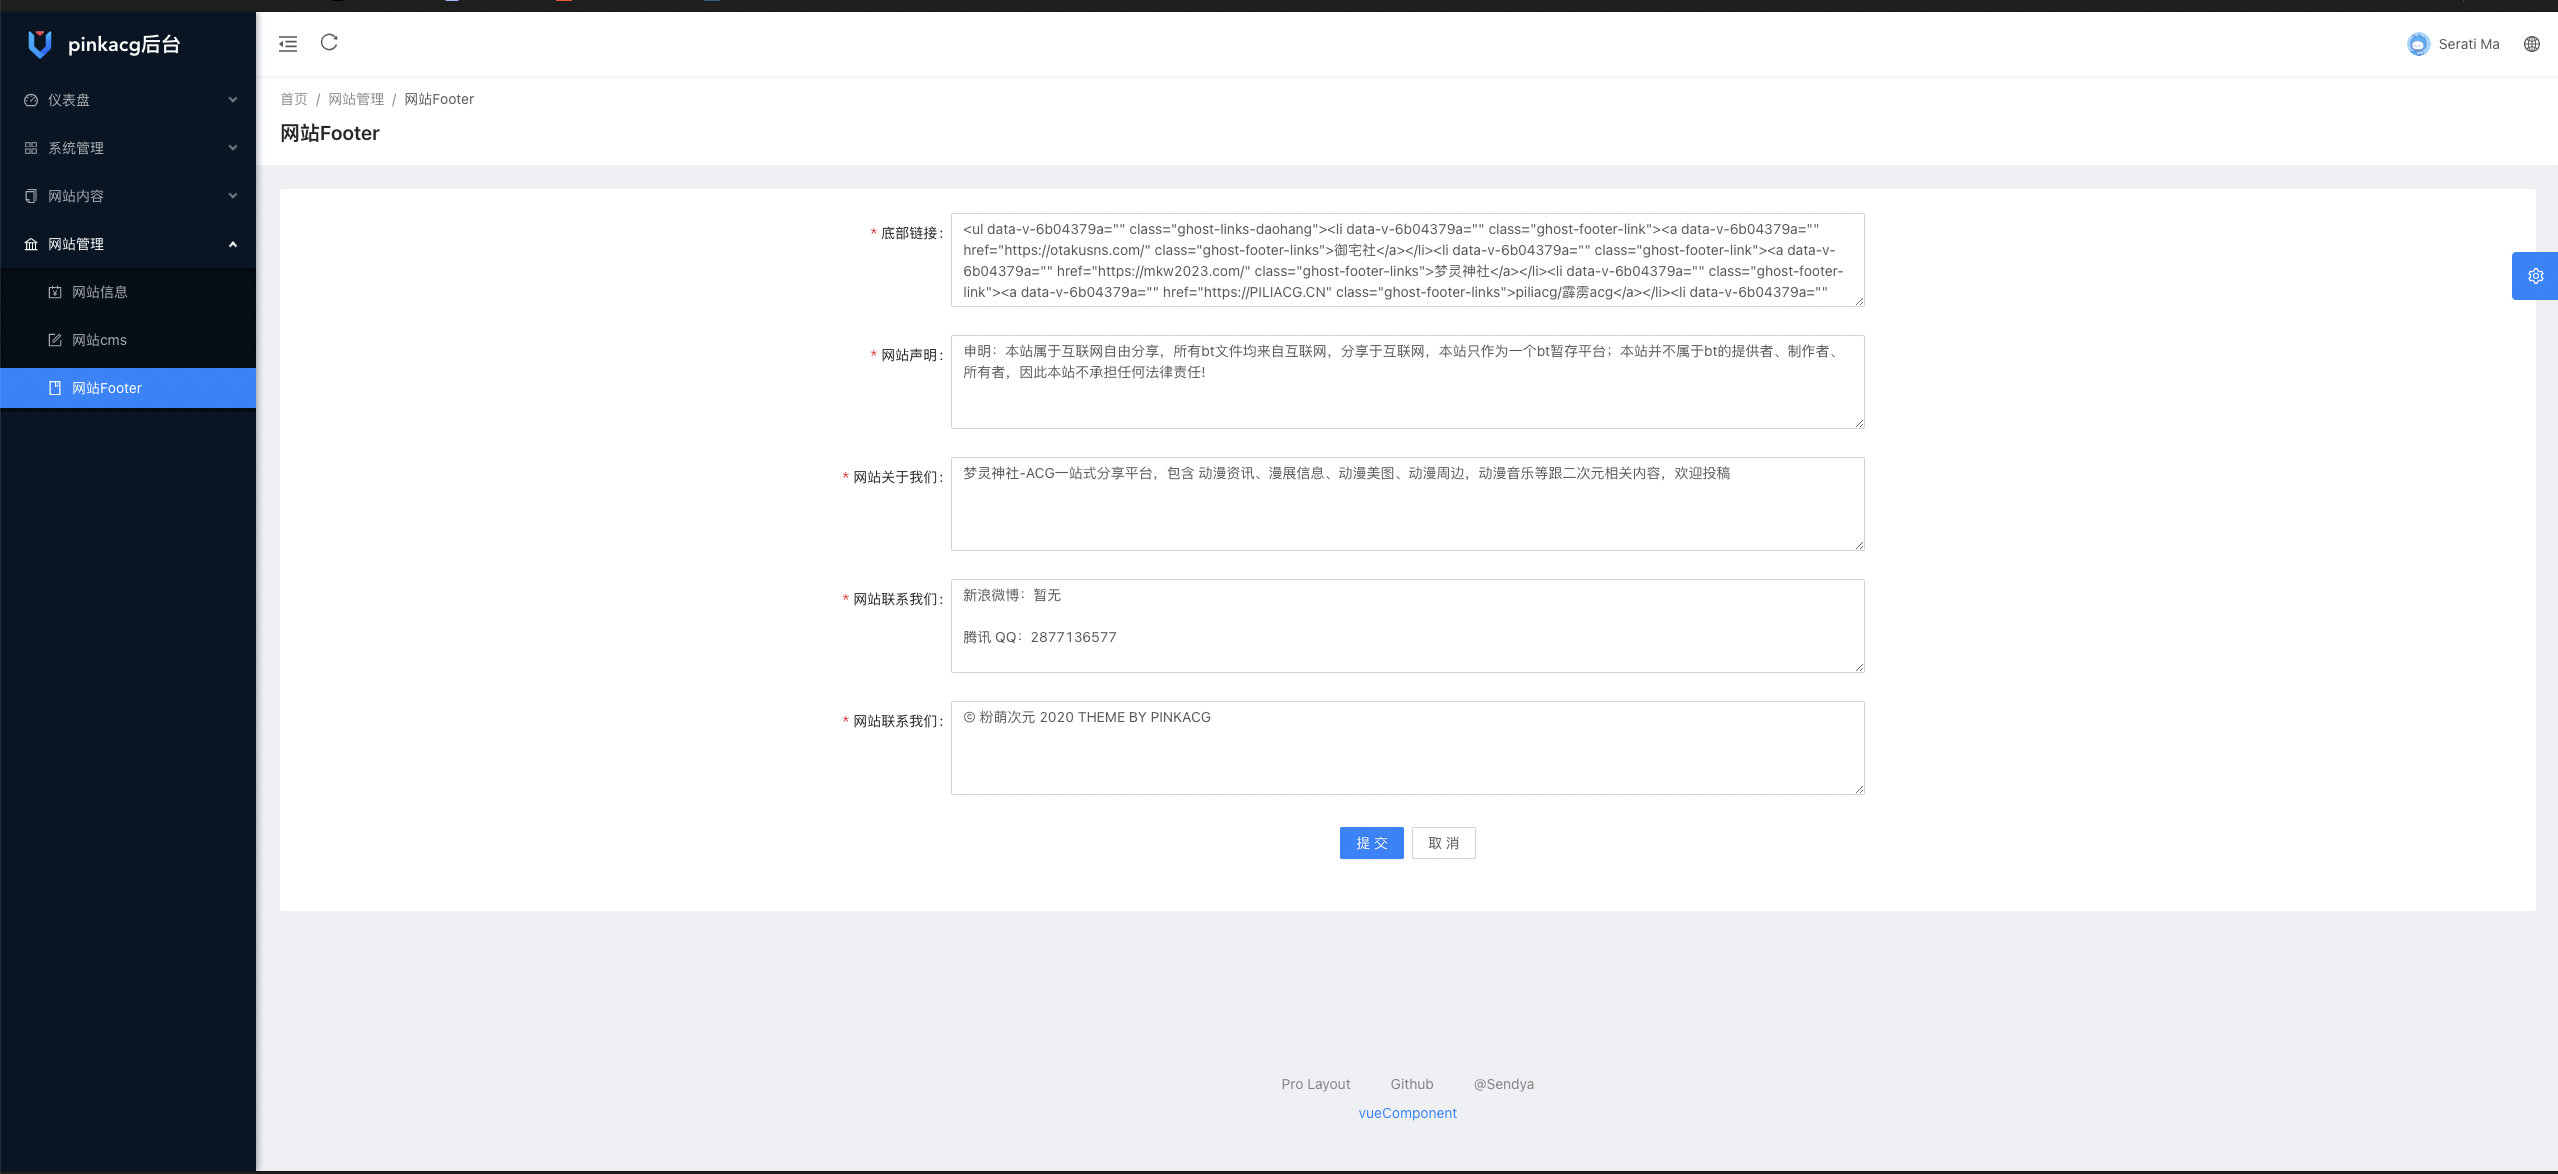 pinkacg后台
Serati Ma
仪表盘
系统管理
网站内容
网站管理
网站信息
网站cms
网站Footer
首页 / 网站管理 / 网站Footer
网站Footer
* 底部链接:
<ul data-v-6b04379a="" class="ghost-links-daohang"><li data-v-6b04379a="" class="ghost-footer-link"><a data-v-6b04379a=""
href="https://otakusns.com/" class="ghost-footer-links">御宅社</a></li><li data-v-6b04379a="" class="ghost-footer-link"><a data-v-
6b04379a="" href="https://mkw2023.com/" class="ghost-footer-links">梦灵神社</a></li><li data-v-6b04379a="" class="ghost-footer-
link"><a data-v-6b04379a="" href="https://PILIACG.CN" class="ghost-footer-links">piliacg/霹雳acg</a></li><li data-v-6b04379a=""
* 网站声明:
申明：本站属于互联网自由分享，所有bt文件均来自互联网，分享于互联网，本站只作为一个bt暂存平台；本站并不属于bt的提供者、制作者、
所有者，因此本站不承担任何法律责任!
* 网站关于我们:
梦灵神社-ACG一站式分享平台，包含 动漫资讯、漫展信息、动漫美图、动漫周边，动漫音乐等跟二次元相关内容，欢迎投稿
* 网站联系我们:
新浪微博：暂无
腾讯 QQ：2877136577
* 网站联系我们:
© 粉萌次元 2020 THEME BY PINKACG
提 交
取 消
Pro Layout
Github
@Sendya
vueComponent